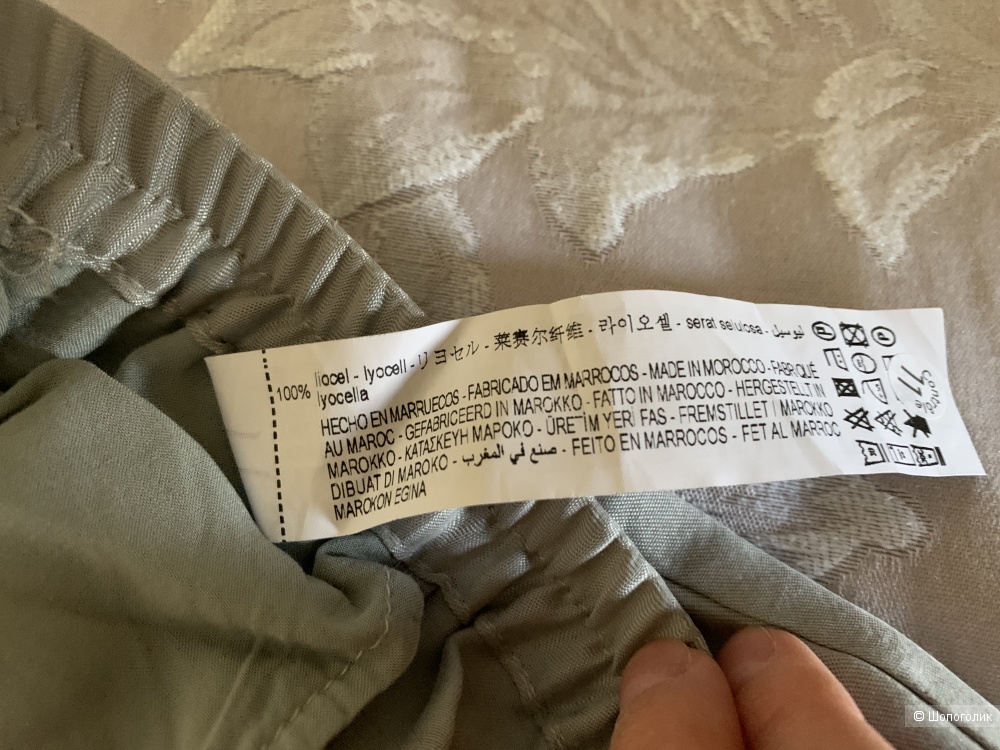 100% liocel - lyocell - リヨセル - 莱赛尔纤维 - 라이오셀 - serat selulosa - ليوسيل
lyocella
HECHO EN MARRUECOS - FABRICADO EM MARROCOS - MADE IN MOROCCO - FABRIQUÉ
AU MAROC - GEFABRICEERD IN MAROKKO - FATTO IN MAROCCO - HERGESTELLT IN
MAROKKO - ΚΑΤΑΣΚΕΥΗ ΜΑΡΟΚΟ - ÜRETİM YERİ FAS - FREMSTILLET I MAROKKO
DIBUAT DI MAROKO - صنع في المغرب - FEITO EN MARROCOS - FET AL MARROC
MAROKON EGINA
11
© Шопоголик